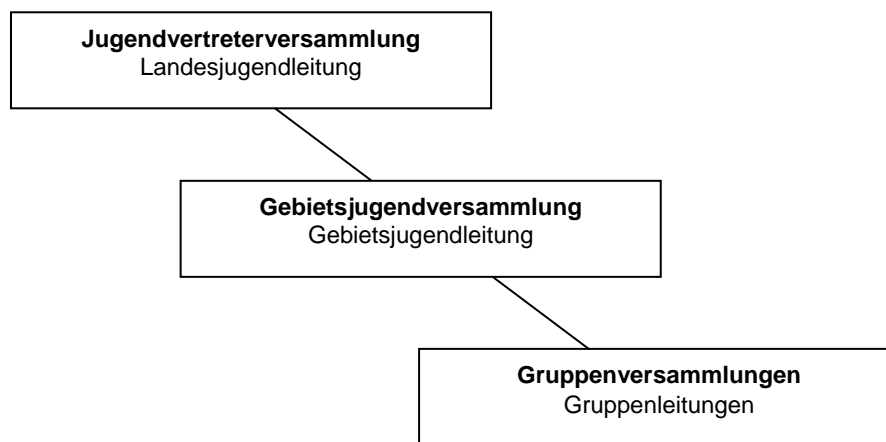 Jugendvertreterversammlung
Landesjugendleitung
Gebietsjugendversammlung
Gebietsjugendleitung
Gruppenversammlungen
Gruppenleitungen